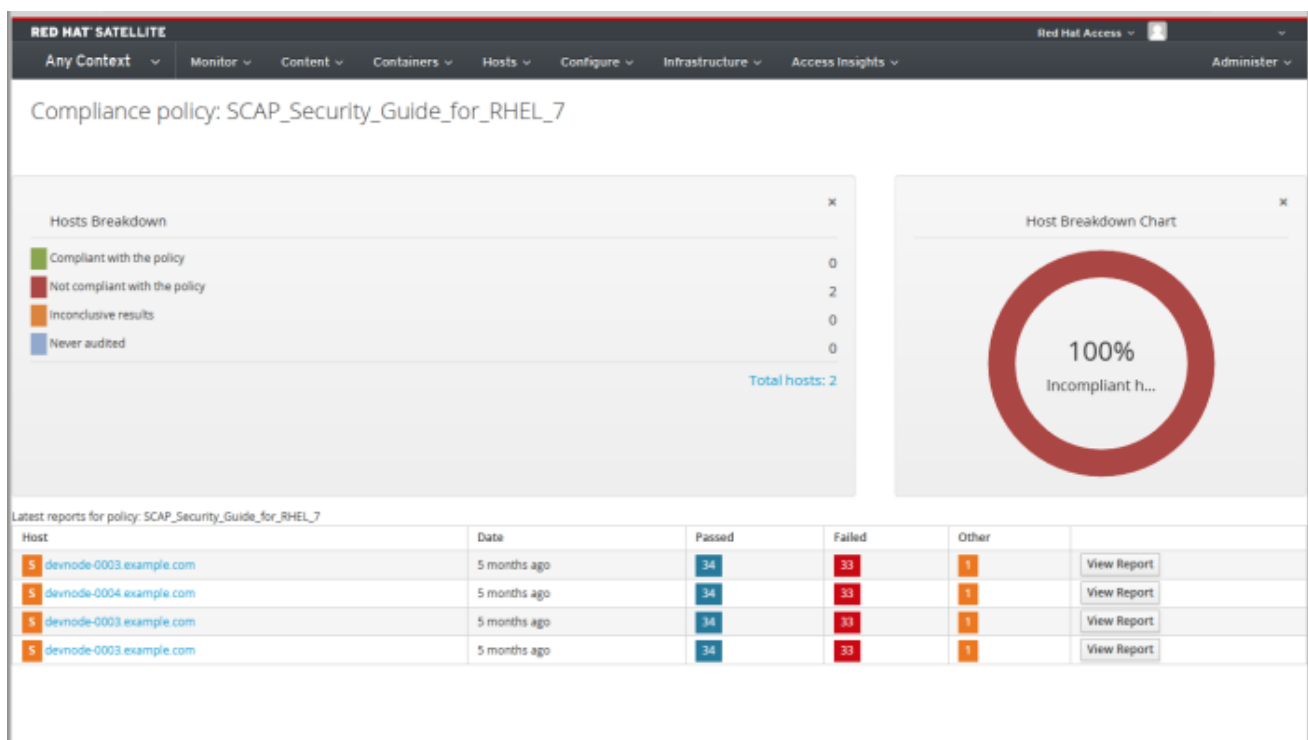 RED HAT SATELLITE Red Hat Access
Any Context Monitor Content Containers Hosts Configure Infrastructure Access Insights Administer
Compliance policy: SCAP_Security_Guide_for_RHEL_7
Hosts Breakdown
Compliant with the policy 0
Not compliant with the policy 2
Inconclusive results 0
Never audited 0
Total hosts: 2
Host Breakdown Chart
100%
Incompliant h...
Latest reports for policy: SCAP_Security_Guide_for_RHEL_7
Host Date Passed Failed Other
S devnode-0003.example.com 5 months ago 34 33 1 View Report
S devnode-0004.example.com 5 months ago 34 33 1 View Report
S devnode-0003.example.com 5 months ago 34 33 1 View Report
S devnode-0003.example.com 5 months ago 34 33 1 View Report